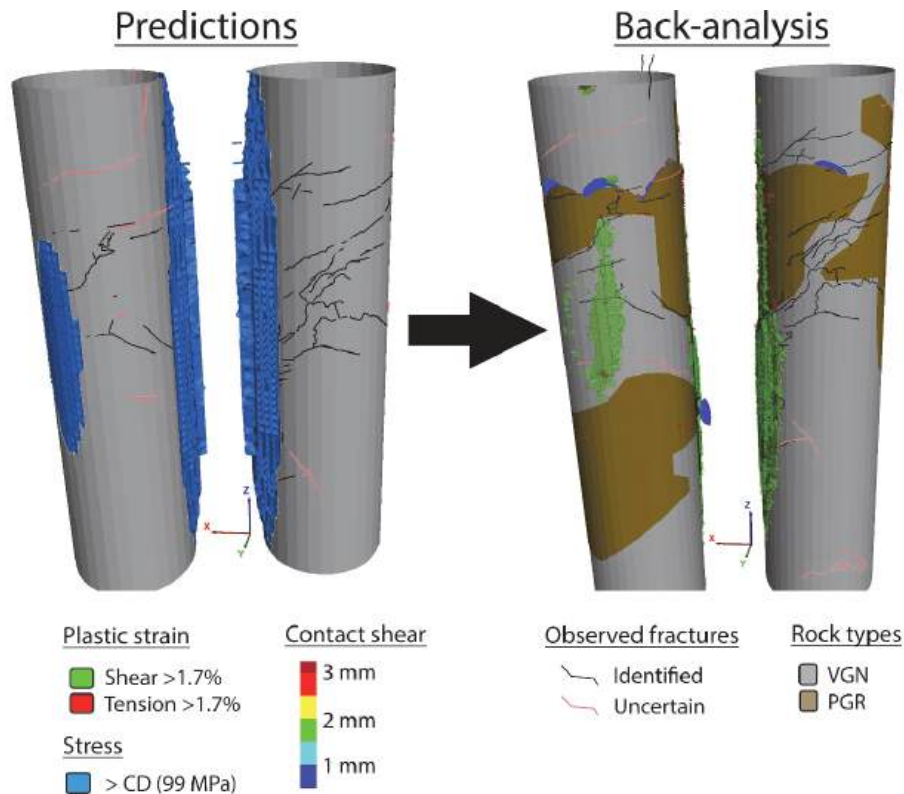 Predictions
Back-analysis
X
Z
Y
X
Z
Y
Plastic strain
Shear >1.7%
Tension >1.7%
Stress
> CD (99 MPa)
Contact shear
3 mm
2 mm
1 mm
Observed fractures
Identified
Uncertain
Rock types
VGN
PGR